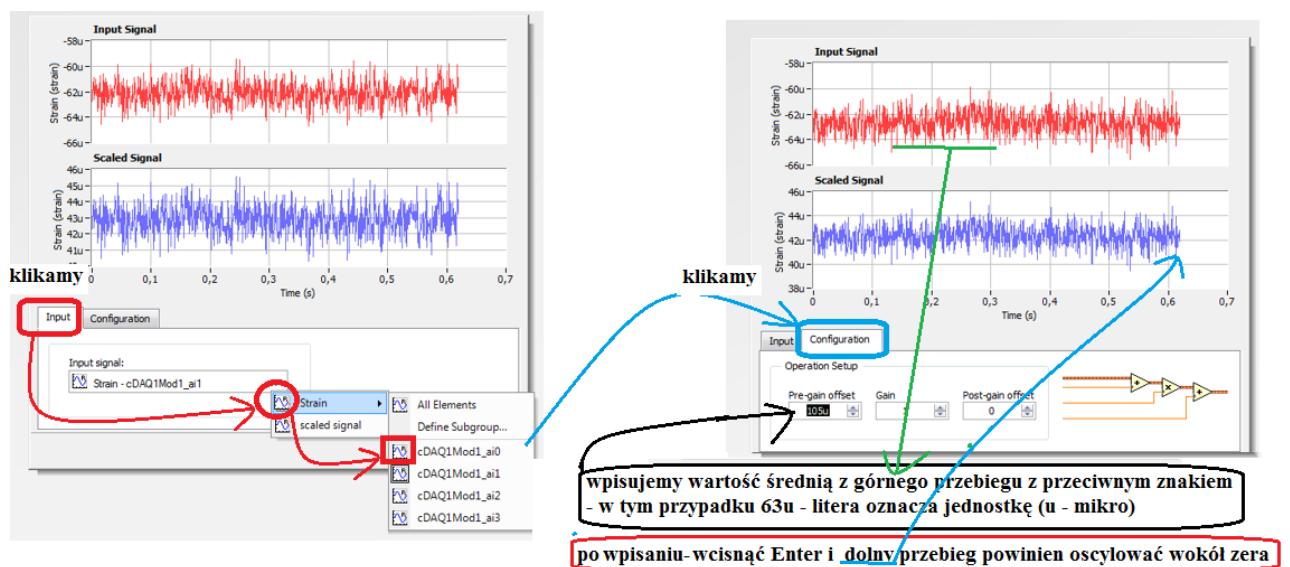 Input Signal
-58u
-60u
-62u
-64u
-66u
Strain (strain)
Scaled Signal
46u
45u
44u
43u
42u
41u
Strain (strain)
0 0,1 0,2 0,3 0,4 0,5 0,6 0,7
Time (s)
klikamy
Input Configuration
Input signal:
Strain - cDAQ1Mod1_ai1
Strain
scaled signal
All Elements
Define Subgroup...
cDAQ1Mod1_ai0
cDAQ1Mod1_ai1
cDAQ1Mod1_ai2
cDAQ1Mod1_ai3
Input Signal
-58u
-60u
-62u
-64u
-66u
Strain (strain)
Scaled Signal
46u
44u
42u
40u
38u
Strain (strain)
0 0,1 0,2 0,3 0,4 0,5 0,6 0,7
Time (s)
klikamy
Input Configuration
Operation Setup
Pre-gain offset Gain Post-gain offset
105u 0
wpisujemy wartość średnią z górnego przebiegu z przeciwnym znakiem
- w tym przypadku 63u - litera oznacza jednostkę (u - mikro)
po wpisaniu- wcisnąć Enter i dolny przebieg powinien oscylować wokół zera